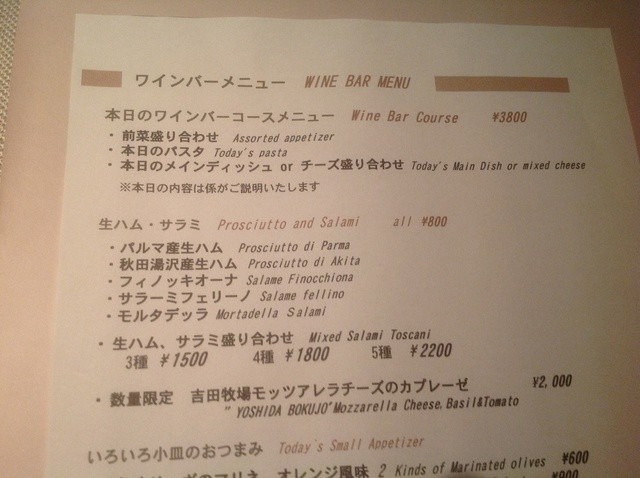 ワインバーメニュー WINE BAR MENU
本日のワインバーコースメニュー Wine Bar Course ¥3800
・前菜盛り合わせ Assorted appetizer
・本日のパスタ Today's pasta
・本日のメインディッシュ or チーズ盛り合わせ Today's Main Dish or mixed cheese
※本日の内容は係がご説明いたします
生ハム・サラミ Prosciutto and Salami all ¥800
・パルマ産生ハム Prosciutto di Parma
・秋田湯沢産生ハム Prosciutto di Akita
・フィノッキオーナ Salame Finocchiona
・サラーミフェリーノ Salame fellino
・モルタデッラ Mortadella Salami
・生ハム、サラミ盛り合わせ Mixed Salami Toscani
3種 ¥1500 4種 ¥1800 5種 ¥2200
・数量限定 吉田牧場モッツアレラチーズのカプレーゼ ¥2,000
"YOSHIDA BOKUJO"Mozzarella Cheese,Basil&Tomato
いろいろ小皿のおつまみ Today's Small Appetizer
のマリネ オレンジ風味 2 Kinds of Marinated olives ¥600